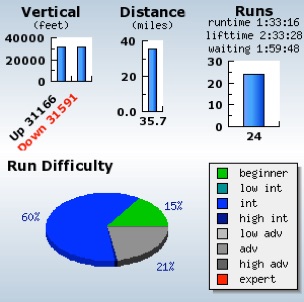 Vertical
(feet)
40000
20000
0
Up 31166
Down 31591
Distance
(miles)
40
20
0.0
35.7
Runs
runtime 1:33:16
lifttime 2:33:28
waiting 1:59:48
30
20
10
0
24
Run Difficulty
60%
15%
21%
beginner
low int
int
high int
low adv
adv
high adv
expert